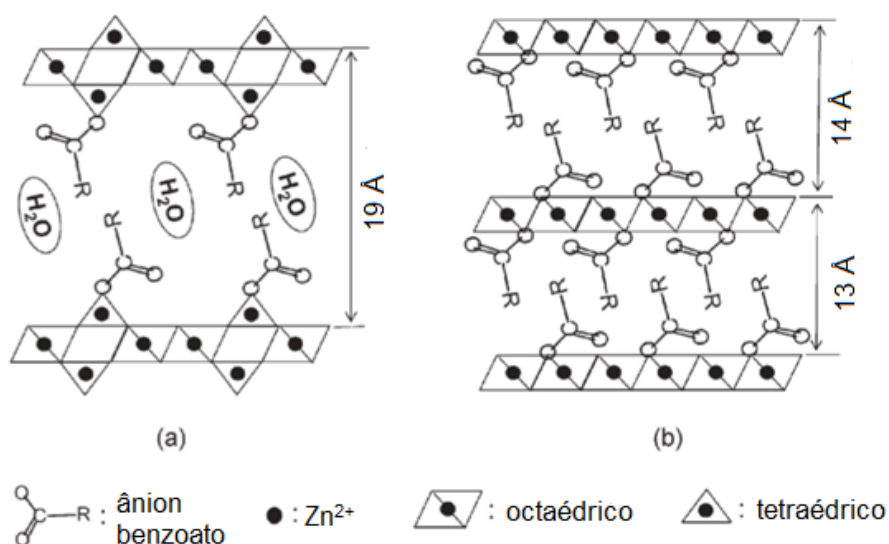 R
R
H₂O
H₂O
H₂O
R
R
19 Å
(a)
R
R
R
R
R
R
14 Å
R
R
R
R
R
R
13 Å
(b)
R : ânion
benzoato
: Zn²⁺
: octaédrico
: tetraédrico